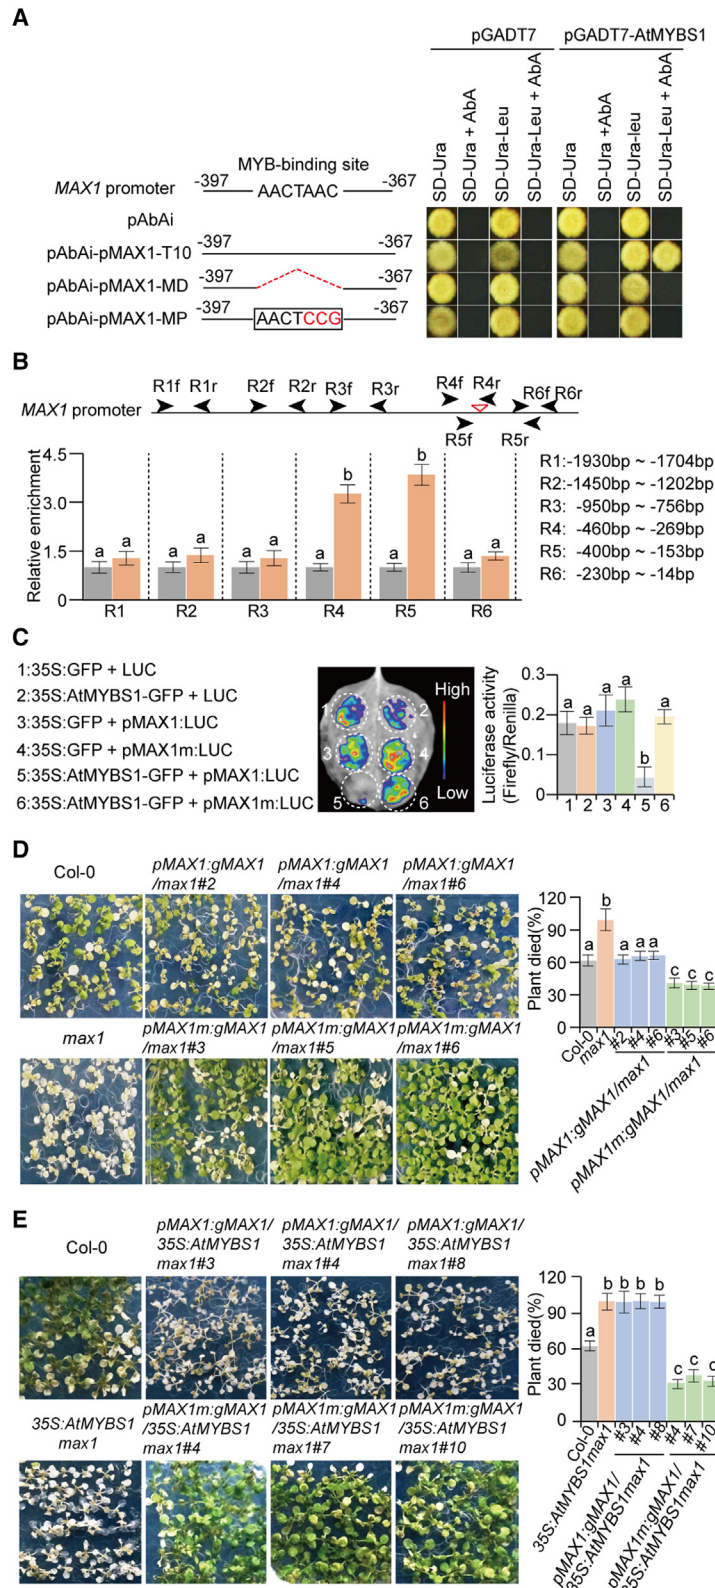 A
pGADT7
pGADT7-AtMYBS1
SD-Ura
SD-Ura + AbA
SD-Ura-Leu
SD-Ura-Leu + AbA
SD-Ura
SD-Ura +AbA
SD-Ura-leu
SD-Ura-Leu + AbA
MYB-binding site
MAX1 promoter
-397
AACTAAC
-367
pAbAi
pAbAi-pMAX1-T10
-397
-367
pAbAi-pMAX1-MD
-397
-367
pAbAi-pMAX1-MP
-397
AACTCCG
-367
B
MAX1 promoter
R1f R1r R2f R2r R3f R3r R4f R4r R6f R6r
R5f R5r
Relative enrichment
4.5
3.0
1.5
0
a a a a a a a b a b a a
R1 R2 R3 R4 R5 R6
R1:-1930bp ~ -1704bp
R2:-1450bp ~ -1202bp
R3: -950bp ~ -756bp
R4: -460bp ~ -269bp
R5: -400bp ~ -153bp
R6: -230bp ~ -14bp
C
1:35S:GFP + LUC
2:35S:AtMYBS1-GFP + LUC
3:35S:GFP + pMAX1:LUC
4:35S:GFP + pMAX1m:LUC
5:35S:AtMYBS1-GFP + pMAX1:LUC
6:35S:AtMYBS1-GFP + pMAX1m:LUC
1 2
3 4
5 6
High
Low
Luciferase activity
(Firefly/Renilla)
0.3
0.2
0.1
0
a a a a b a
1 2 3 4 5 6
D
Col-0
pMAX1:gMAX1
/max1#2
pMAX1:gMAX1
/max1#4
pMAX1:gMAX1
/max1#6
max1
pMAX1m:gMAX1
/max1#3
pMAX1m:gMAX1
/max1#5
pMAX1m:gMAX1
/max1#6
Plant died(%)
120
90
60
30
0
a b a a a c c c
Col-0
max1
#2
#4
#6
#3
#5
#6
pMAX1:gMAX1/max1
pMAX1m:gMAX1/max1
E
Col-0
pMAX1:gMAX1/
35S:AtMYBS1
max1#3
pMAX1:gMAX1/
35S:AtMYBS1
max1#4
pMAX1:gMAX1/
35S:AtMYBS1
max1#8
35S:AtMYBS1
max1
pMAX1m:gMAX1
/35S:AtMYBS1
max1#4
pMAX1m:gMAX1
/35S:AtMYBS1
max1#7
pMAX1m:gMAX1
/35S:AtMYBS1
max1#10
Plant died(%)
120
90
60
30
0
a b b b b c c c
Col-0
35S:AtMYBS1max1
#3
#4
#8
#4
#7
#10
pMAX1:gMAX1/
35S:AtMYBS1max1
pMAX1m:gMAX1/
35S:AtMYBS1max1